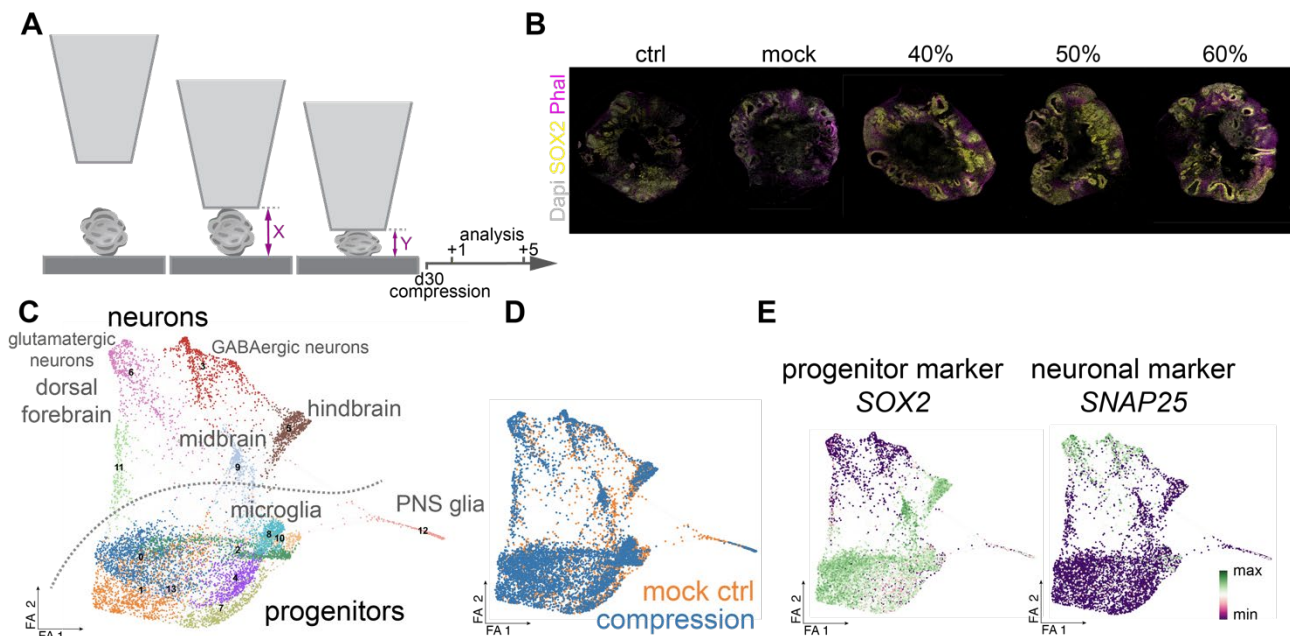 A
X
Y
analysis
+1
+5
d30
compression
B
ctrl
mock
40%
50%
60%
Dapi SOX2 Phal
C
neurons
glutamatergic
neurons
GABAergic neurons
6
3
dorsal
forebrain
hindbrain
5
midbrain
11
9
microglia
PNS glia
12
8
10
0
2
13
4
1
7
progenitors
FA 2
FA 1
D
mock ctrl
compression
FA 2
FA 1
E
progenitor marker
SOX2
neuronal marker
SNAP25
max
min
FA 2
FA 1
FA 2
FA 1